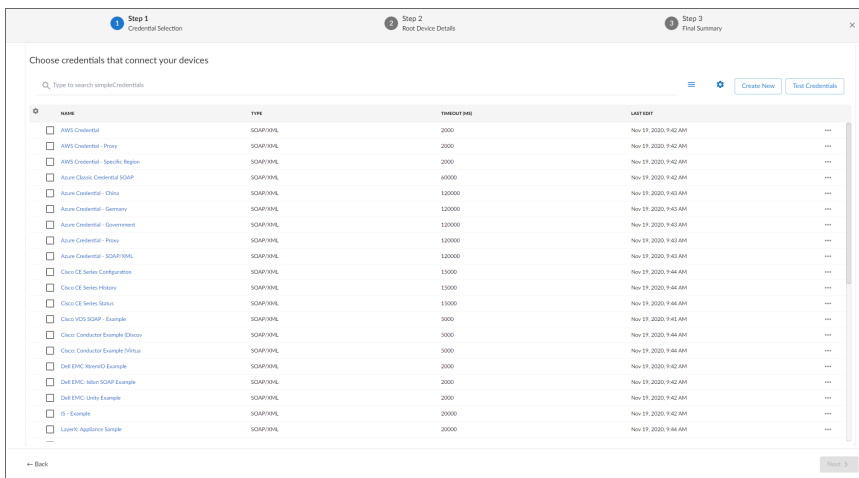 1 Step 1
Credential Selection
2 Step 2
Root Device Details
3 Step 3
Final Summary
Choose credentials that connect your devices
Type to search simpleCredentials
Create New
Test Credentials
NAME TYPE TIMEOUT (MS) LAST EDIT
AWS Credential SOAP/XML 2000 Nov 19, 2020, 9:42 AM
AWS Credential - Proxy SOAP/XML 2000 Nov 19, 2020, 9:42 AM
AWS Credential - Specific Region SOAP/XML 2000 Nov 19, 2020, 9:42 AM
Azure Classic Credential SOAP SOAP/XML 60000 Nov 19, 2020, 9:42 AM
Azure Credential - China SOAP/XML 120000 Nov 19, 2020, 9:43 AM
Azure Credential - Germany SOAP/XML 120000 Nov 19, 2020, 9:43 AM
Azure Credential - Government SOAP/XML 120000 Nov 19, 2020, 9:43 AM
Azure Credential - Proxy SOAP/XML 120000 Nov 19, 2020, 9:43 AM
Azure Credential - SOAP/XML SOAP/XML 120000 Nov 19, 2020, 9:43 AM
Cisco CE Series Configuration SOAP/XML 15000 Nov 19, 2020, 9:44 AM
Cisco CE Series History SOAP/XML 15000 Nov 19, 2020, 9:44 AM
Cisco CE Series Status SOAP/XML 15000 Nov 19, 2020, 9:44 AM
Cisco VOS SOAP - Example SOAP/XML 5000 Nov 19, 2020, 9:41 AM
Cisco: Conductor Example (Discov SOAP/XML 5000 Nov 19, 2020, 9:44 AM
Cisco: Conductor Example (Virtua SOAP/XML 5000 Nov 19, 2020, 9:44 AM
Dell EMC XtremIO Example SOAP/XML 2000 Nov 19, 2020, 9:42 AM
Dell EMC: Isilon SOAP Example SOAP/XML 2000 Nov 19, 2020, 9:42 AM
Dell EMC: Unity Example SOAP/XML 2000 Nov 19, 2020, 9:42 AM
IS - Example SOAP/XML 20000 Nov 19, 2020, 9:42 AM
LayerX: Appliance Sample SOAP/XML 20000 Nov 19, 2020, 9:44 AM
← Back
Next >